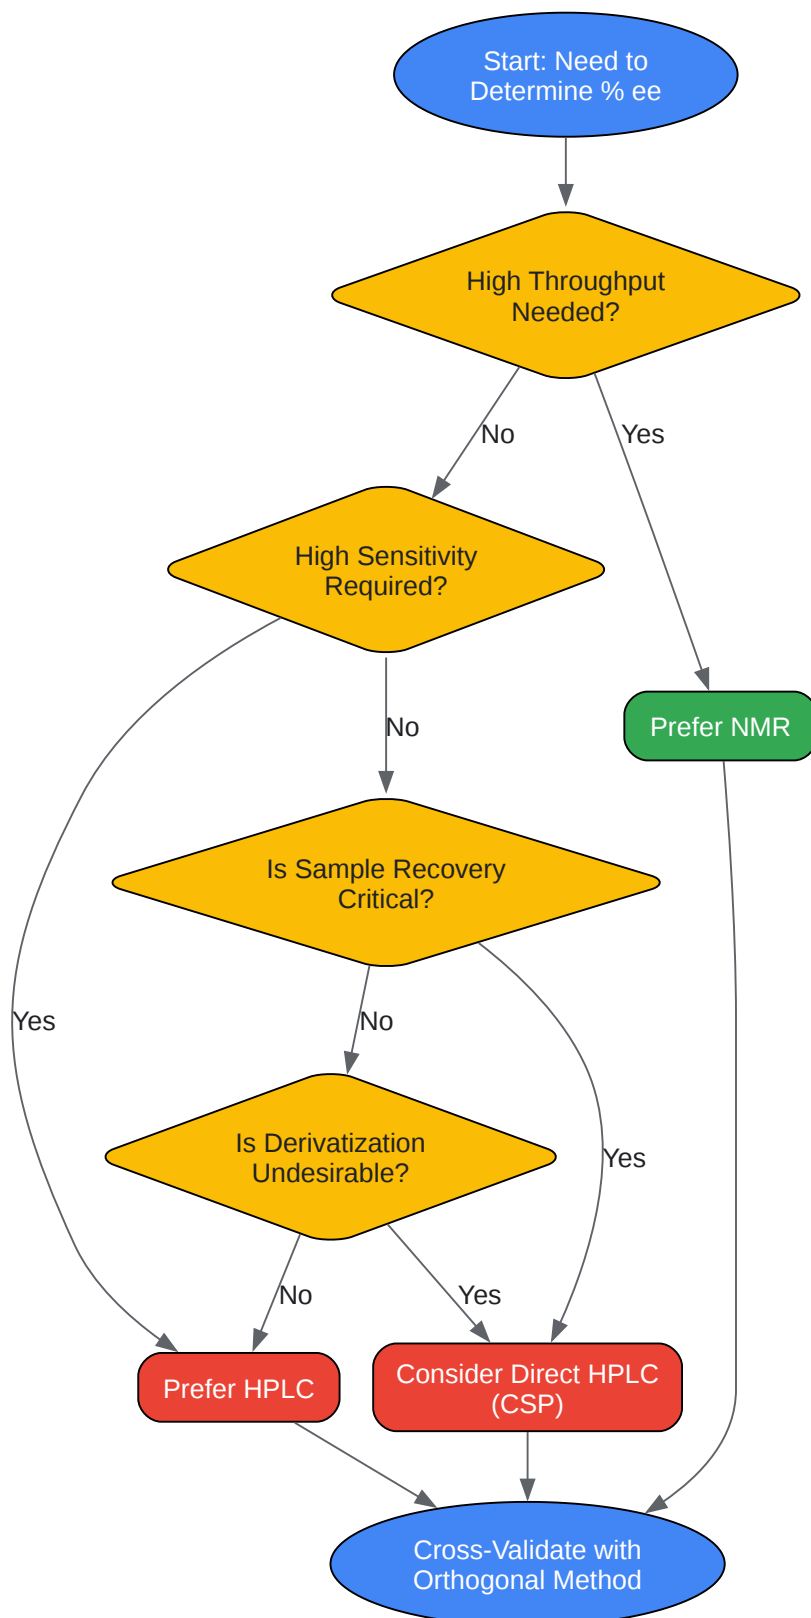 Start: Need to
Determine % ee
High Throughput
Needed?
No
Yes
High Sensitivity
Required?
Prefer NMR
No
Is Sample Recovery
Critical?
Yes
No
Is Derivatization
Undesirable?
Yes
No
Yes
Prefer HPLC
Consider Direct HPLC
(CSP)
Cross-Validate with
Orthogonal Method